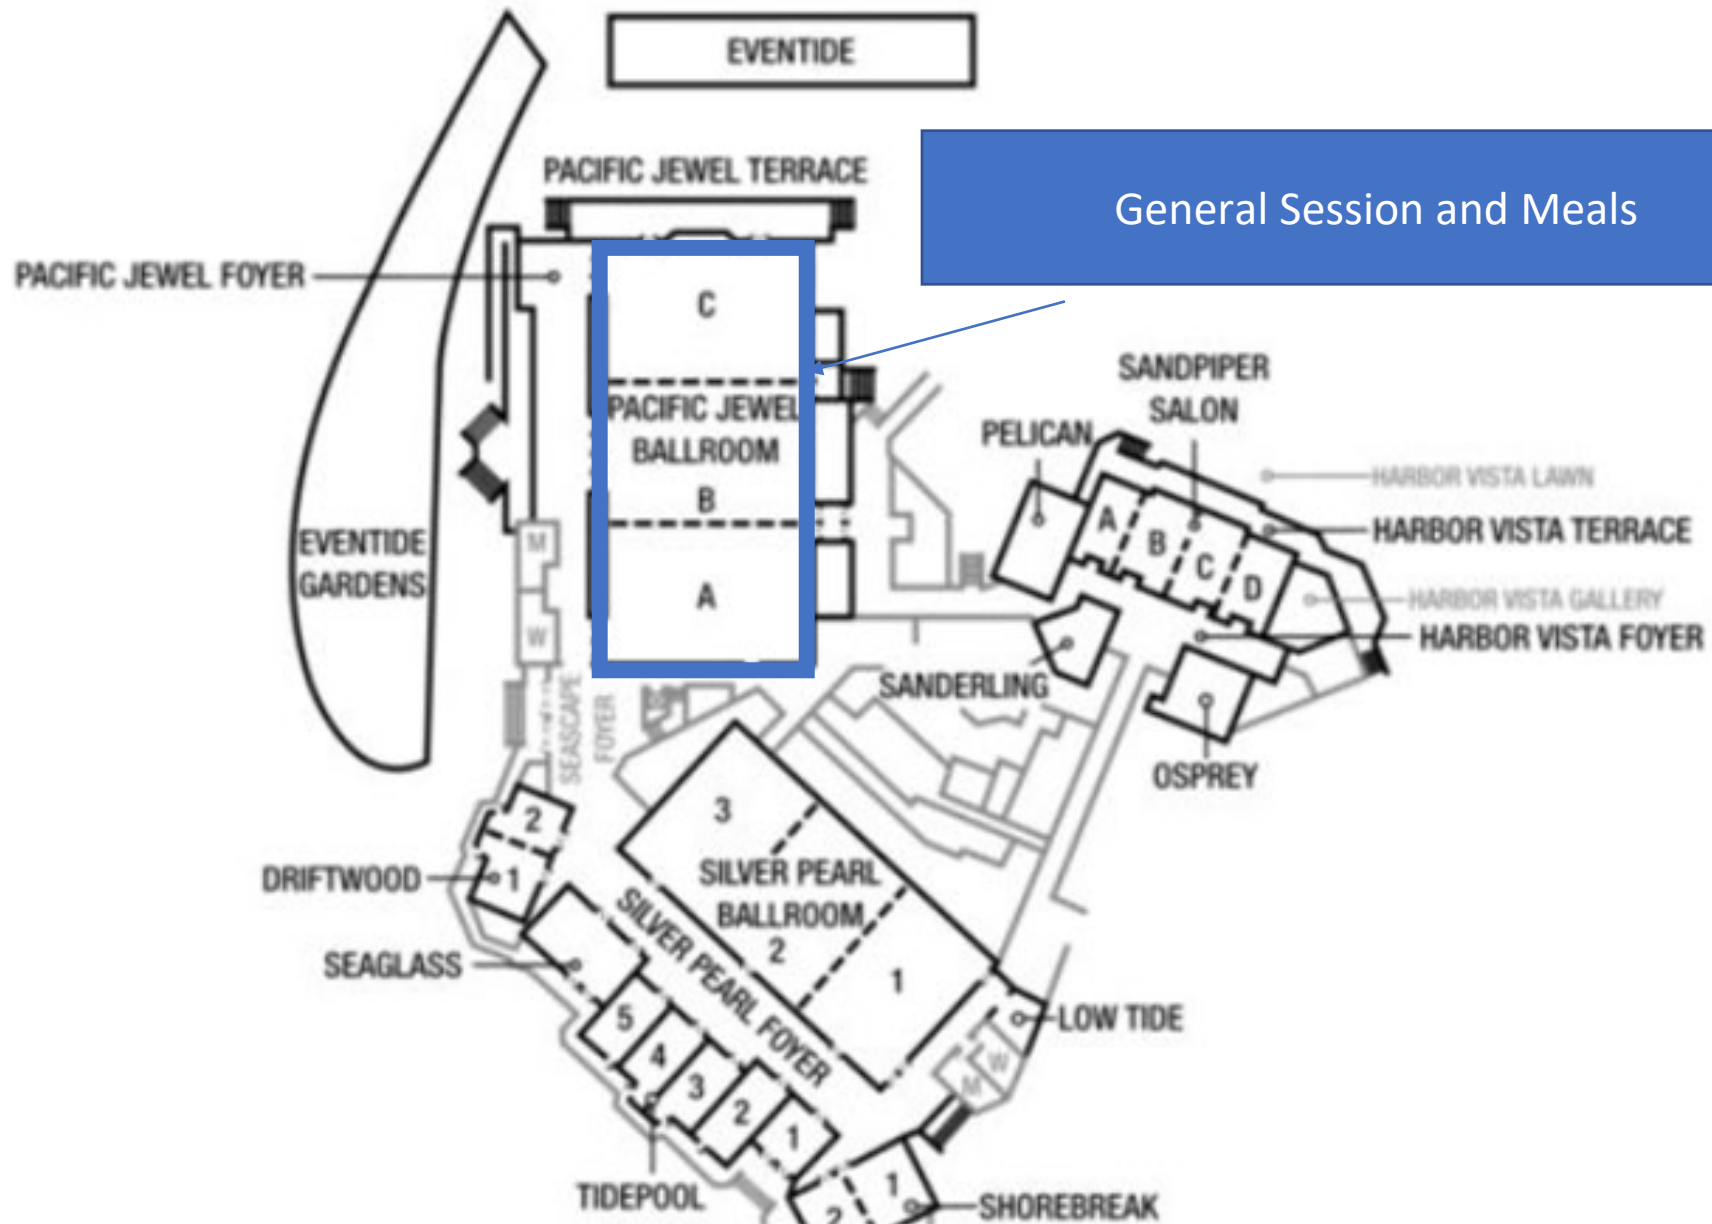 EVENTIDE
PACIFIC JEWEL TERRACE
General Session and Meals
PACIFIC JEWEL FOYER
C
PACIFIC JEWEL
BALLROOM
B
A
SANDPIPER
SALON
PELICAN
HARBOR VISTA LAWN
A
B
C
D
HARBOR VISTA TERRACE
HARBOR VISTA GALLERY
HARBOR VISTA FOYER
EVENTIDE
GARDENS
M
W
SANDERLING
OSPREY
SEASCAPE
FOYER
2
1
DRIFTWOOD
3
SILVER PEARL
BALLROOM
2
1
SILVER PEARL FOYER
SEAGLASS
LOW TIDE
W
M
5
4
3
2
1
TIDEPOOL
1
2
SHOREBREAK